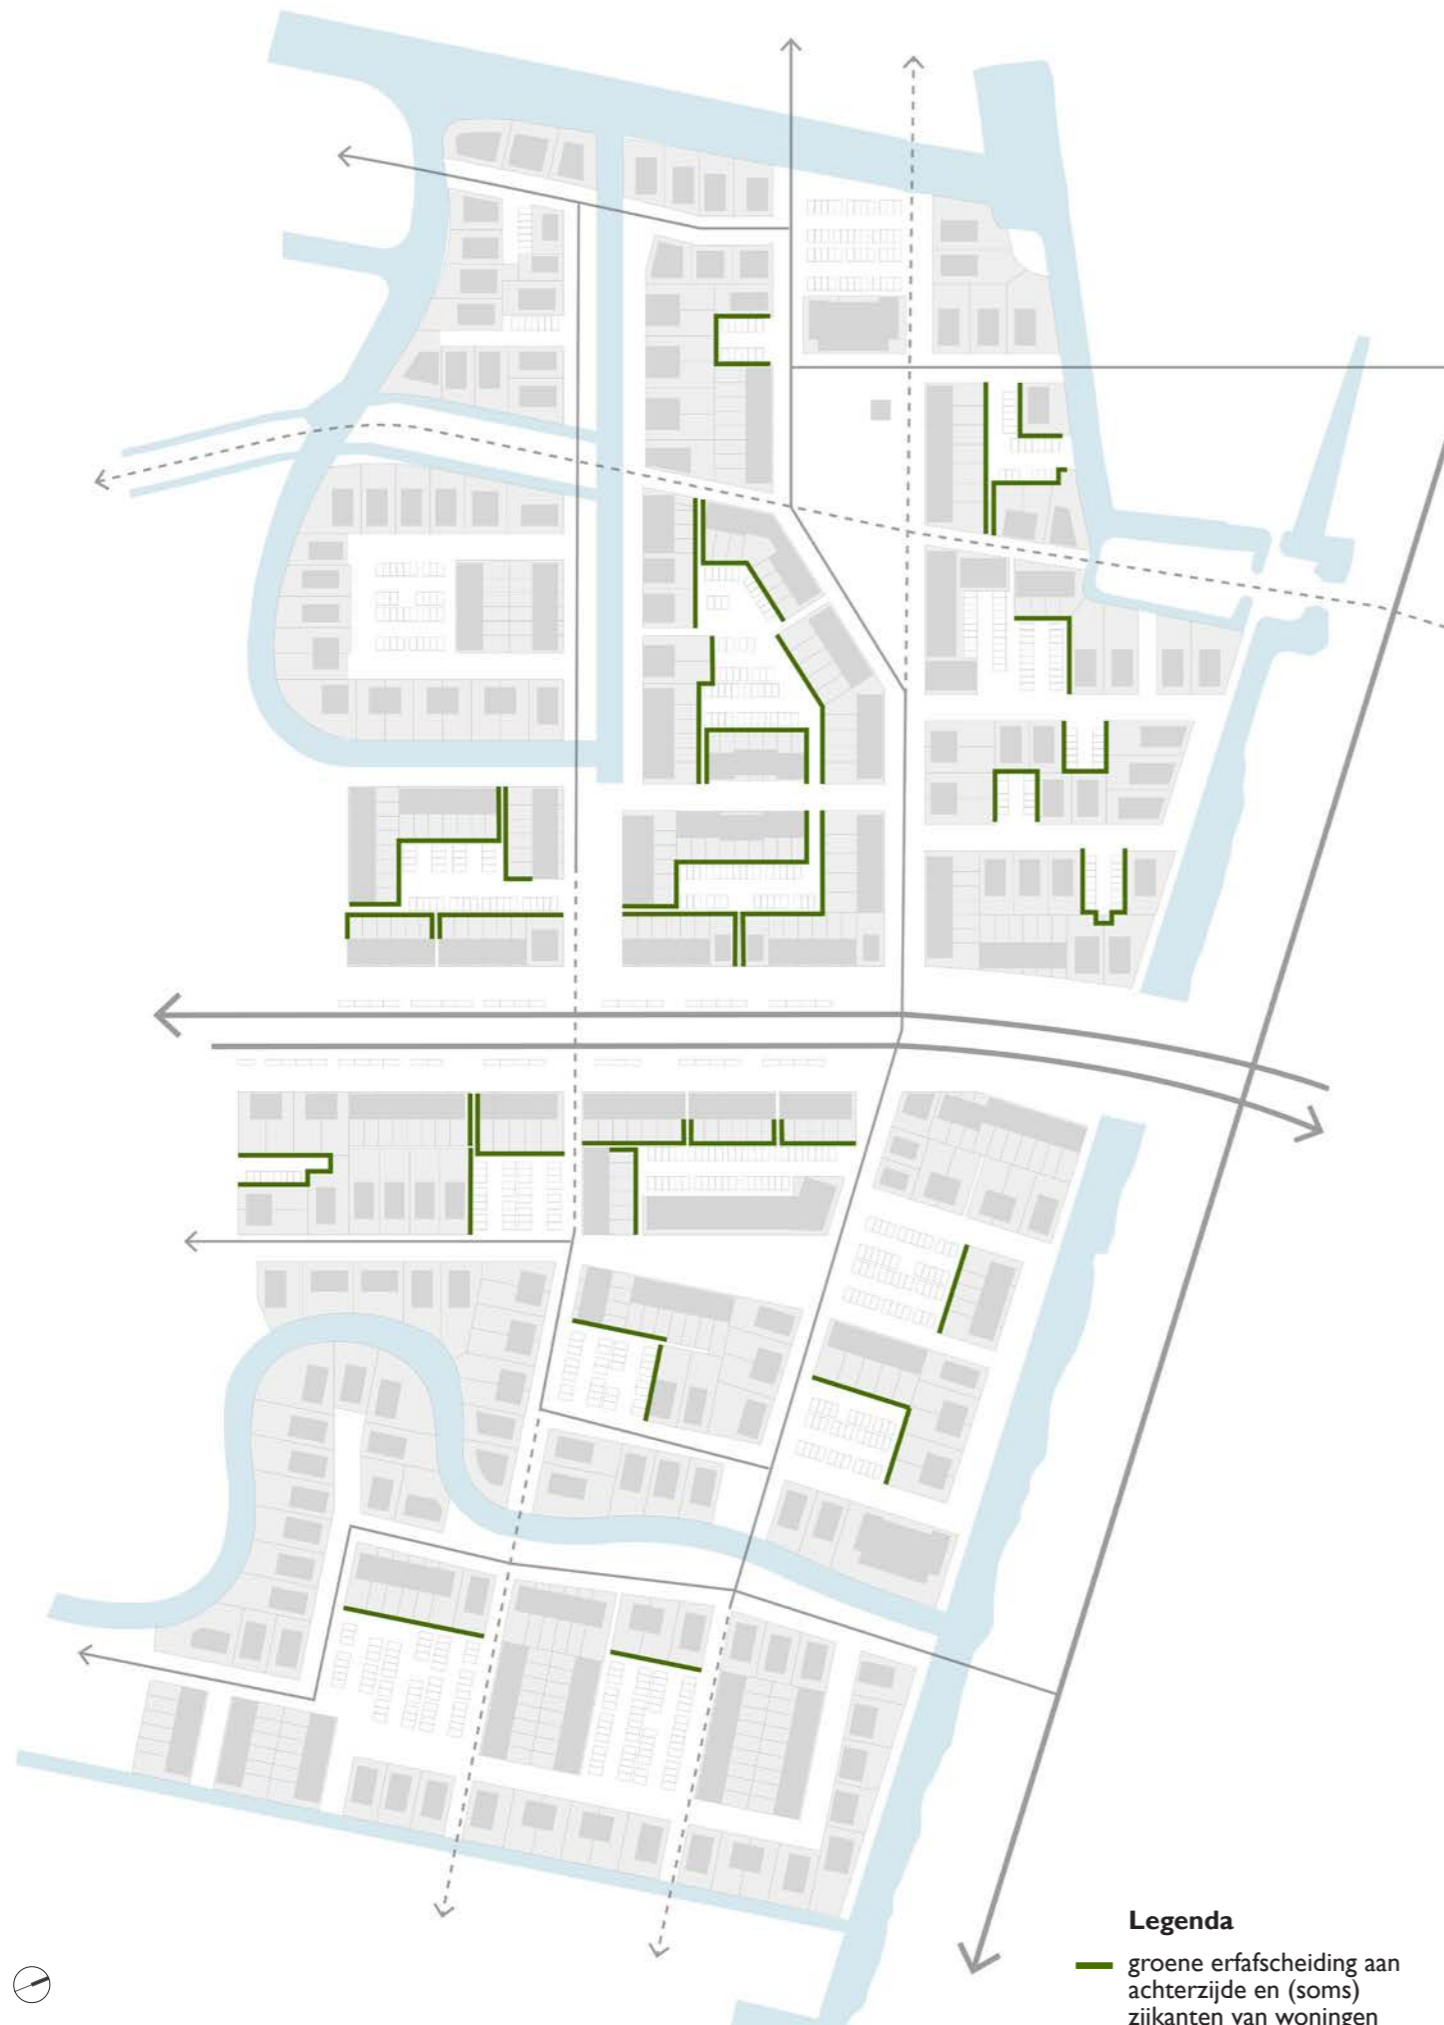 Legenda
groene erfafscheiding aan
achterzijde en (soms)
zijkanten van woningen